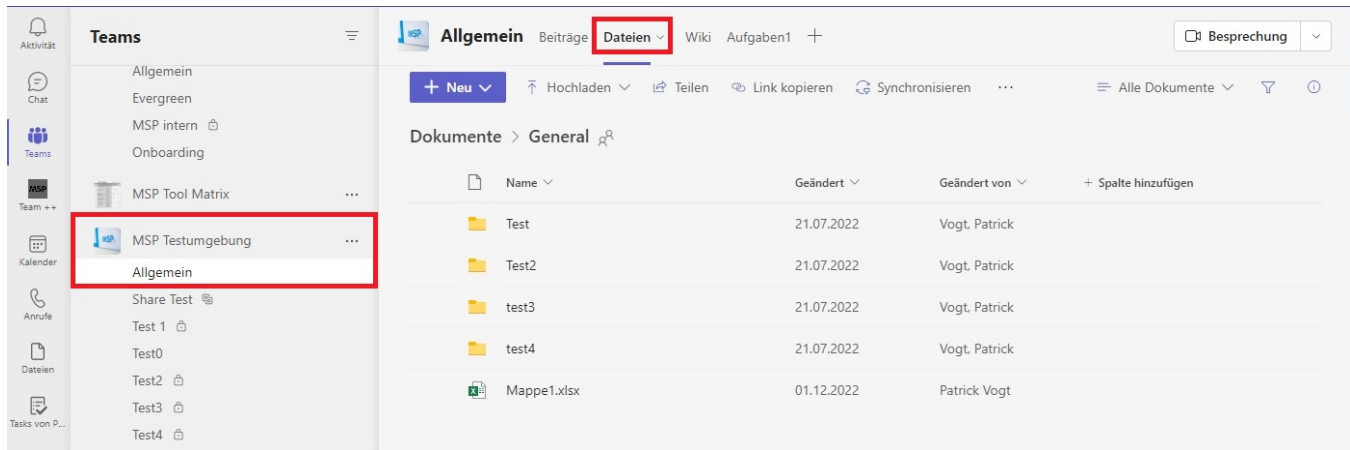 Aktivität
Chat
Teams
MSP
Team ++
Kalender
Anrufe
Dateien
Tasks von P...
Teams
Allgemein
Evergreen
MSP intern
Onboarding
MSP Tool Matrix ...
MSP Testumgebung ...
Allgemein
Share Test
Test 1
Test0
Test2
Test3
Test4
MSP Allgemein Beiträge Dateien Wiki Aufgaben1 + Besprechung
+ Neu Hochladen Teilen Link kopieren Synchronisieren ... Alle Dokumente
Dokumente > General
Name Geändert Geändert von + Spalte hinzufügen
Test 21.07.2022 Vogt, Patrick
Test2 21.07.2022 Vogt, Patrick
test3 21.07.2022 Vogt, Patrick
test4 21.07.2022 Vogt, Patrick
Mappe1.xlsx 01.12.2022 Patrick Vogt